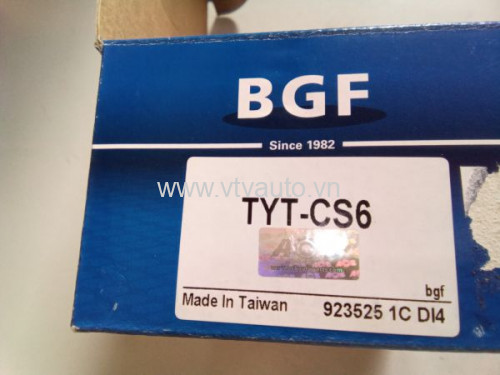 BGF
Since 1982
www.vtvauto.vn
TYT-CS6
bgf
Made In Taiwan
923525 1C DI4